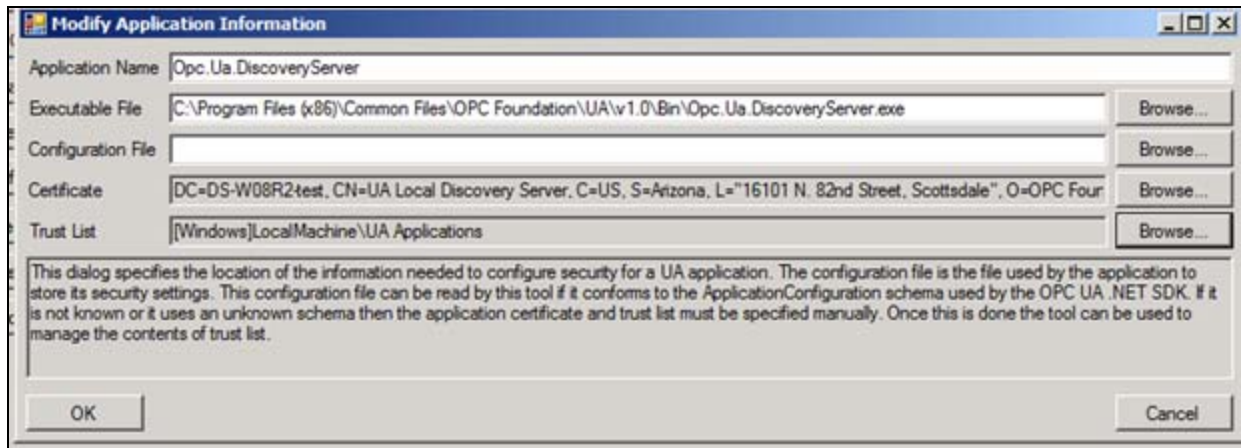 Modify Application Information
Application Name Opc.Ua.DiscoveryServer
Executable File C:\Program Files (x86)\Common Files\OPC Foundation\UA\v1.0\Bin\Opc.Ua.DiscoveryServer.exe Browse...
Configuration File Browse...
Certificate DC=DS-W08R2-test, CN=UA Local Discovery Server, C=US, S=Arizona, L="16101 N. 82nd Street, Scottsdale", O=OPC Four Browse...
Trust List [Windows]LocalMachine\UA Applications Browse...
This dialog specifies the location of the information needed to configure security for a UA application. The configuration file is the file used by the application to
store its security settings. This configuration file can be read by this tool if it conforms to the ApplicationConfiguration schema used by the OPC UA .NET SDK. If it
is not known or it uses an unknown schema then the application certificate and trust list must be specified manually. Once this is done the tool can be used to
manage the contents of trust list.
OK Cancel